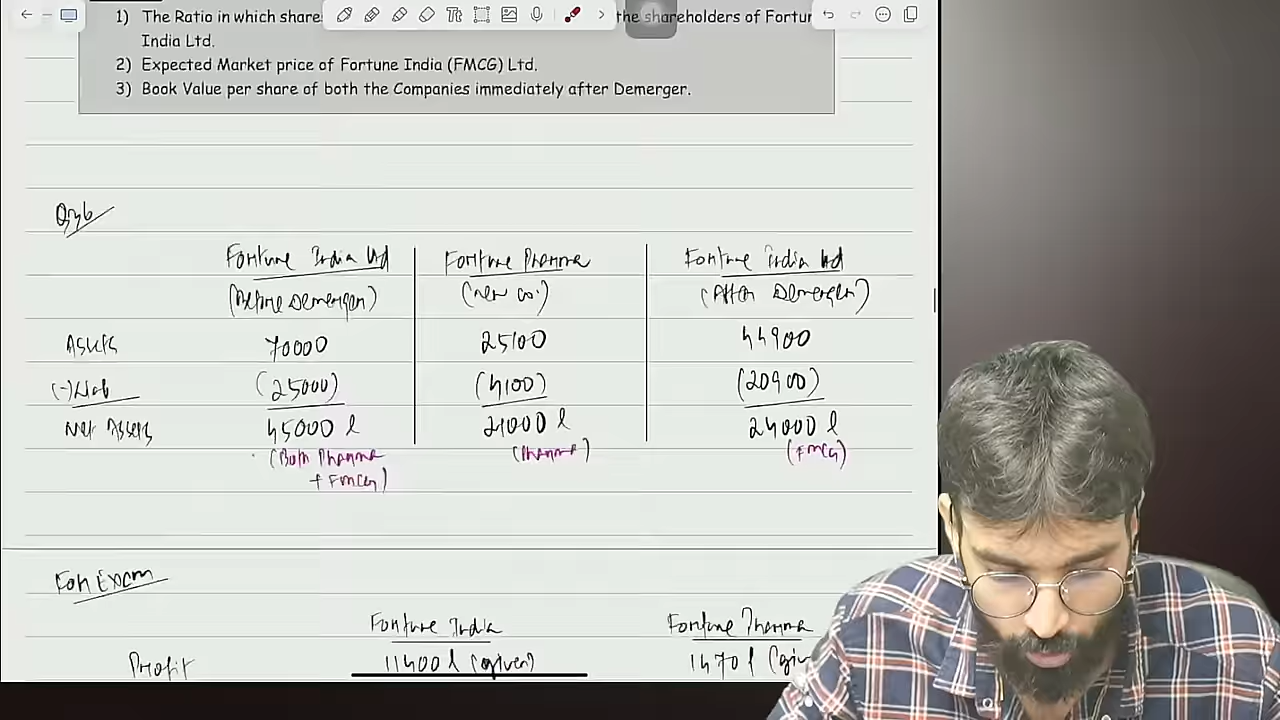 1) The Ratio in which share the shareholders of Fortu
India Ltd.
2) Expected Market price of Fortune India (FMCG) Ltd.
3) Book Value per share of both the Companies immediately after Demerger.
Q36
Fortune India Ltd Fortune Pharma Fortune India Ltd
(Before Demerger) (new co.) (After Demerger)
Assets 70000 25100 44900
(-) Liab (25000) (4100) (20900)
Net Assets 45000 l 21000 l 24000 l
(Both Pharma (Pharma) (FMCG)
+ FMCG)
For Exam
Fortune India Fortune Pharma
Profit 11400 l (given) 1470 l (giv